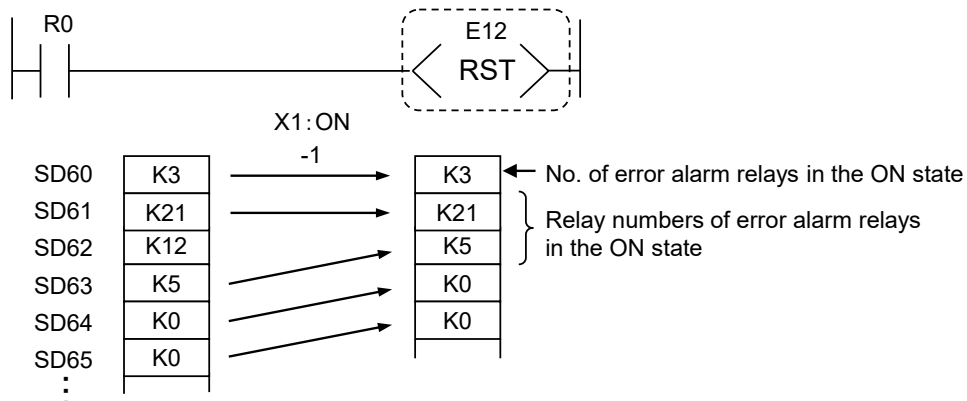 R0
E12
RST
X1:ON
-1
SD60 K3 K3 No. of error alarm relays in the ON state
SD61 K21 K21 Relay numbers of error alarm relays
SD62 K12 K5 in the ON state
SD63 K5 K0
SD64 K0 K0
SD65 K0